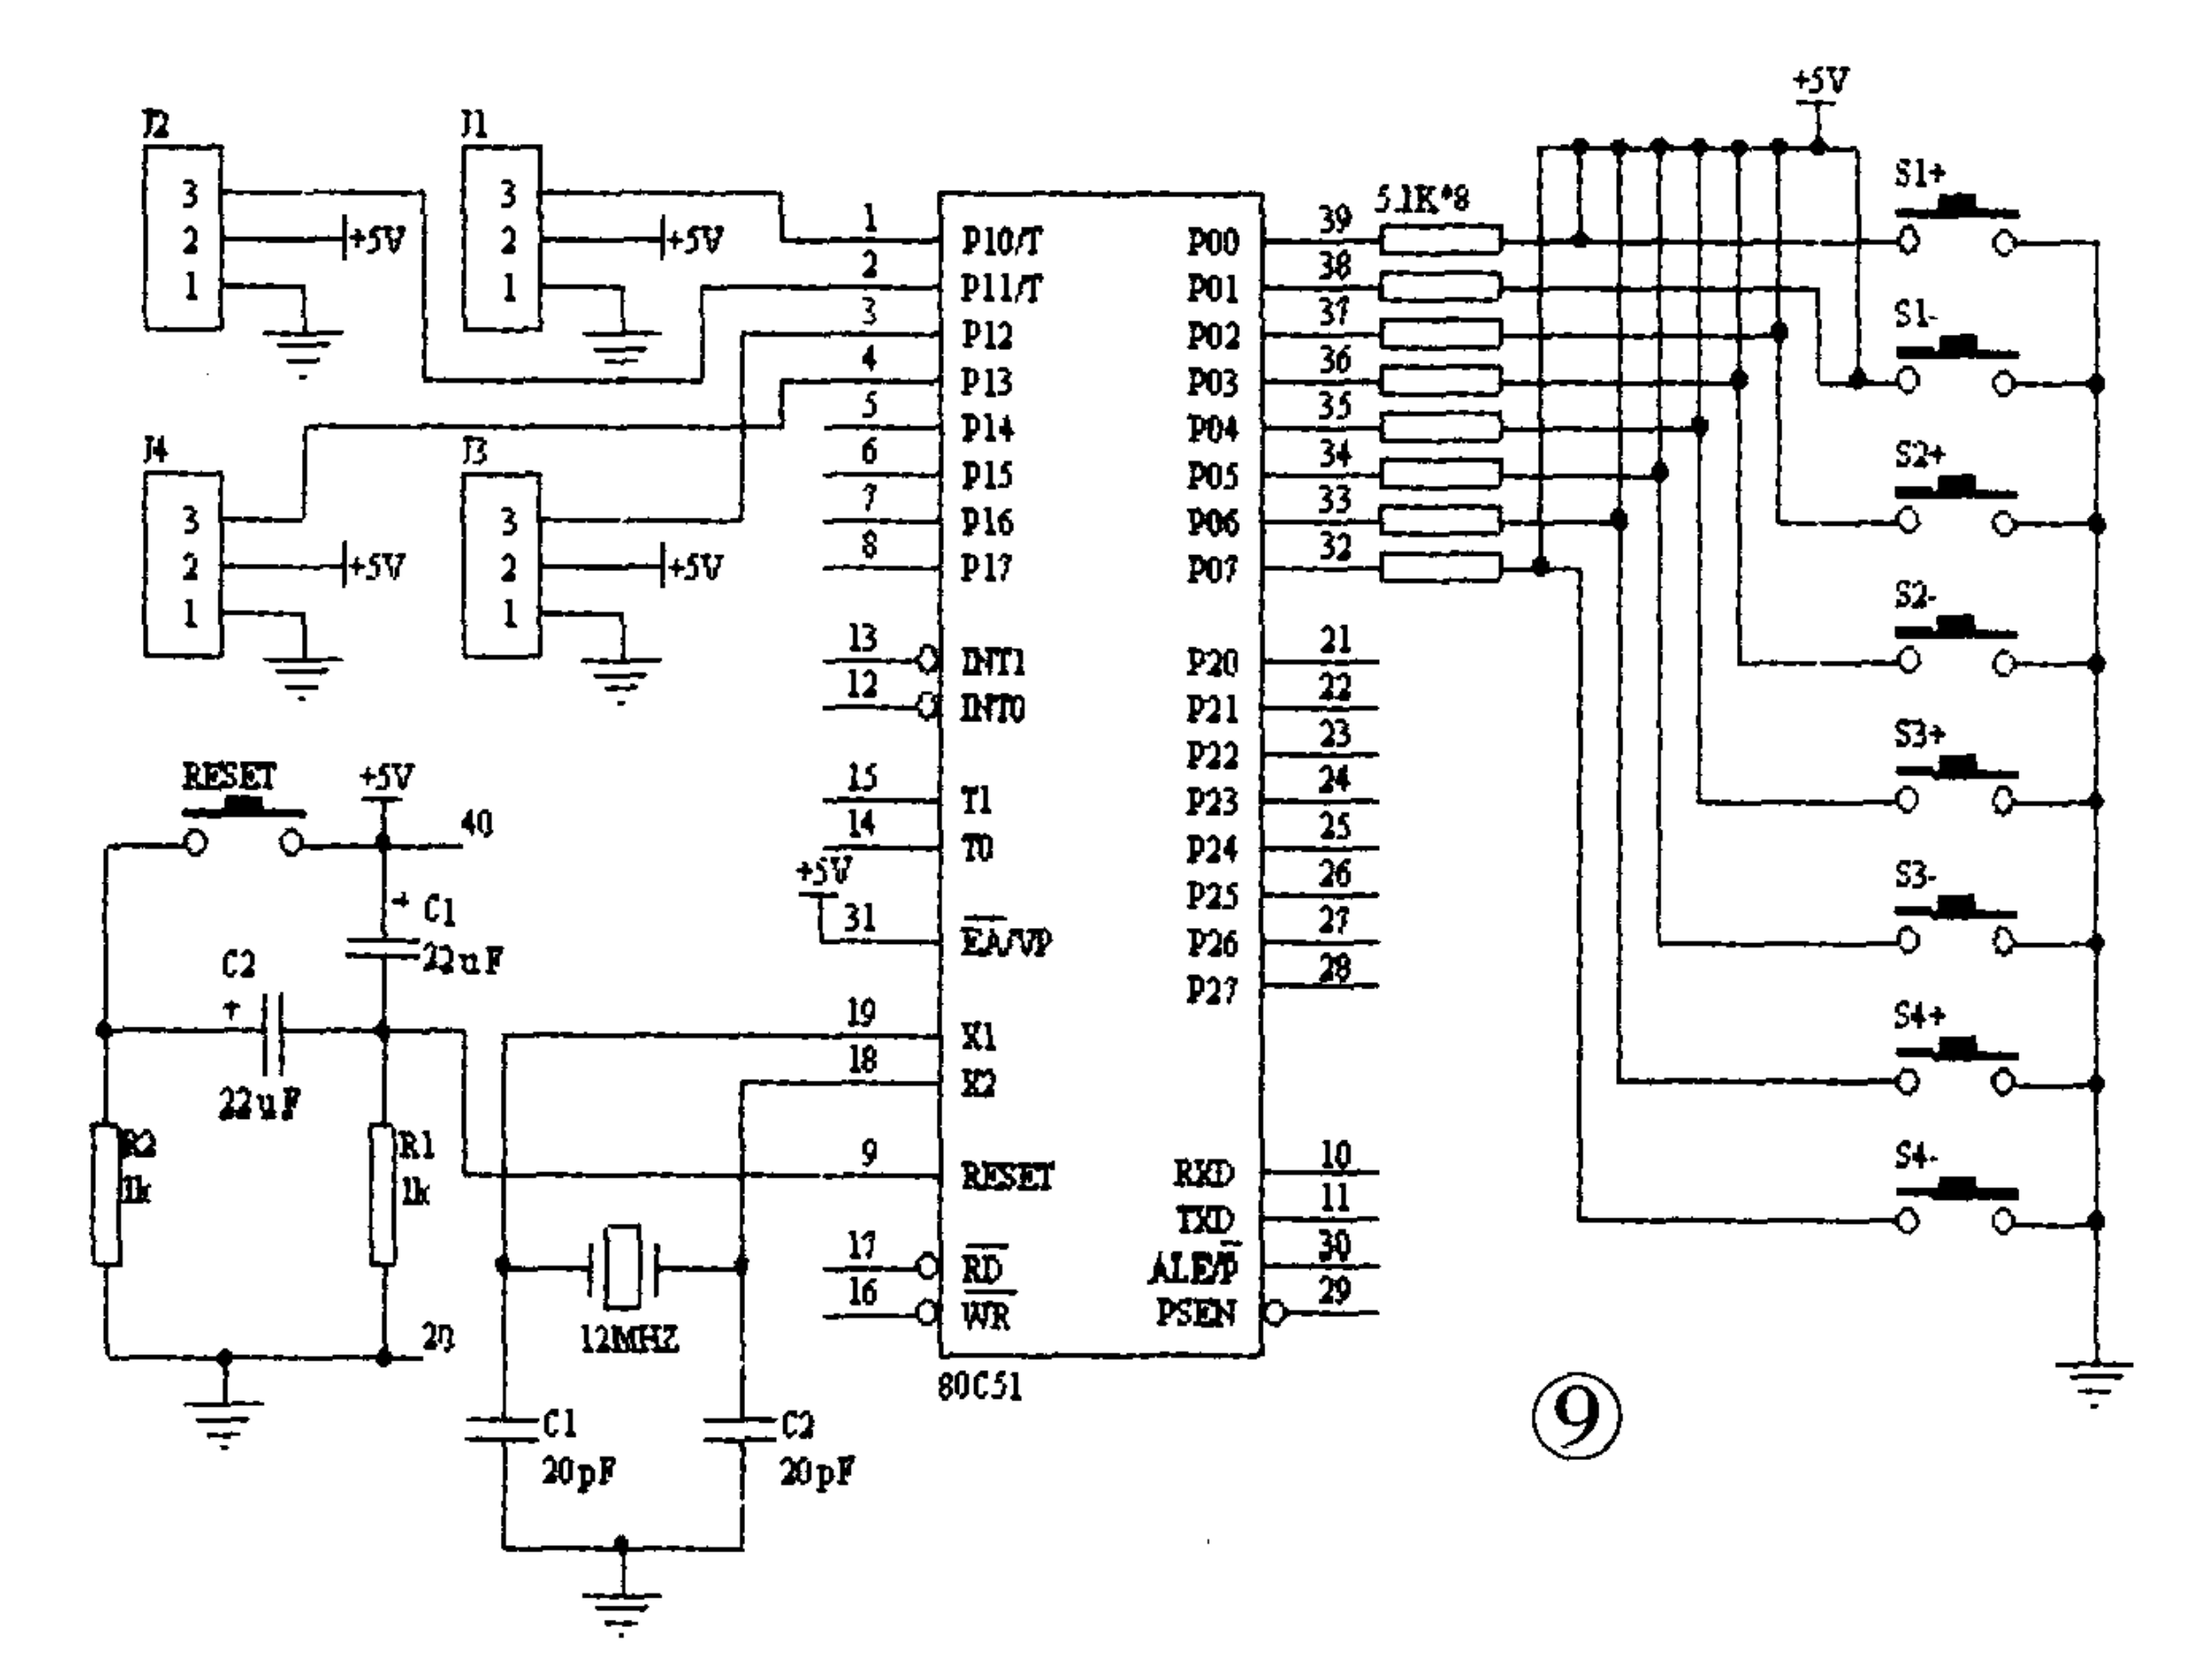 J2
3
2
+5V
1
J1
3
2
+5V
1
J4
3
2
+5V
1
J3
3
2
+5V
1
RESET
+5V
40
+ C1
22uF
C2
+
22uF
R2
1k
R1
1k
20
12MHZ
C1
20pF
C2
20pF
1 P10/T
2 P11/T
3 P12
4 P13
5 P14
6 P15
7 P16
8 P17
13 INT1
12 INT0
15 T1
14 T0
+5V
31 EA/VP
19 X1
18 X2
9 RESET
17 RD
16 WR
80C51
P00 39
P01 38
P02 37
P03 36
P04 35
P05 34
P06 33
P07 32
P20 21
P21 22
P22 23
P23 24
P24 25
P25 26
P26 27
P27 28
RXD 10
TXD 11
ALE/P 30
PSEN 29
5.1K*8
+5V
S1+
S1-
S2+
S2-
S3+
S3-
S4+
S4-
9